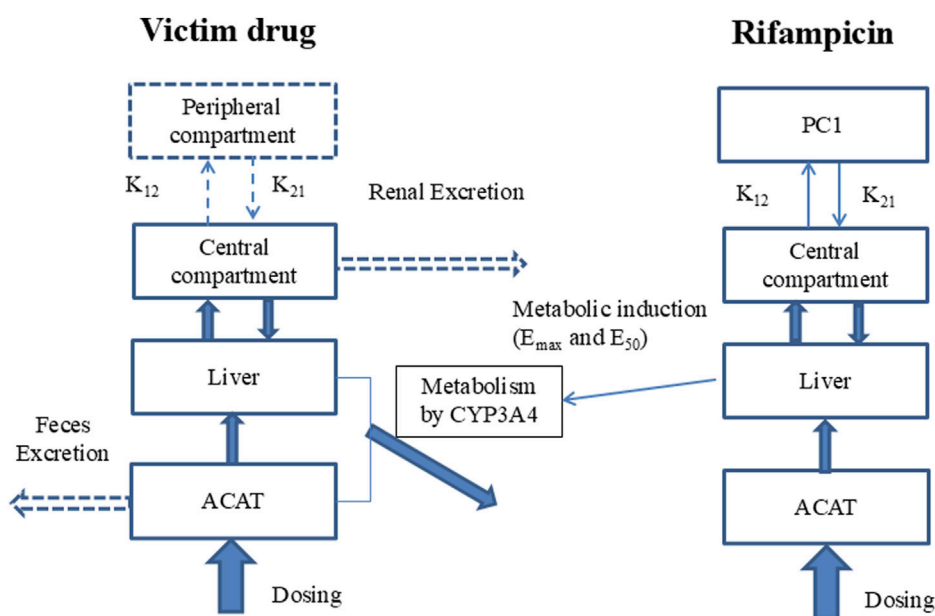 Victim drug
Peripheral
compartment
K12
K21
Renal Excretion
Central
compartment
Liver
Feces
Excretion
ACAT
Dosing
Metabolic induction
(Emax and E50)
Metabolism
by CYP3A4
Rifampicin
PC1
K12
K21
Central
compartment
Liver
ACAT
Dosing